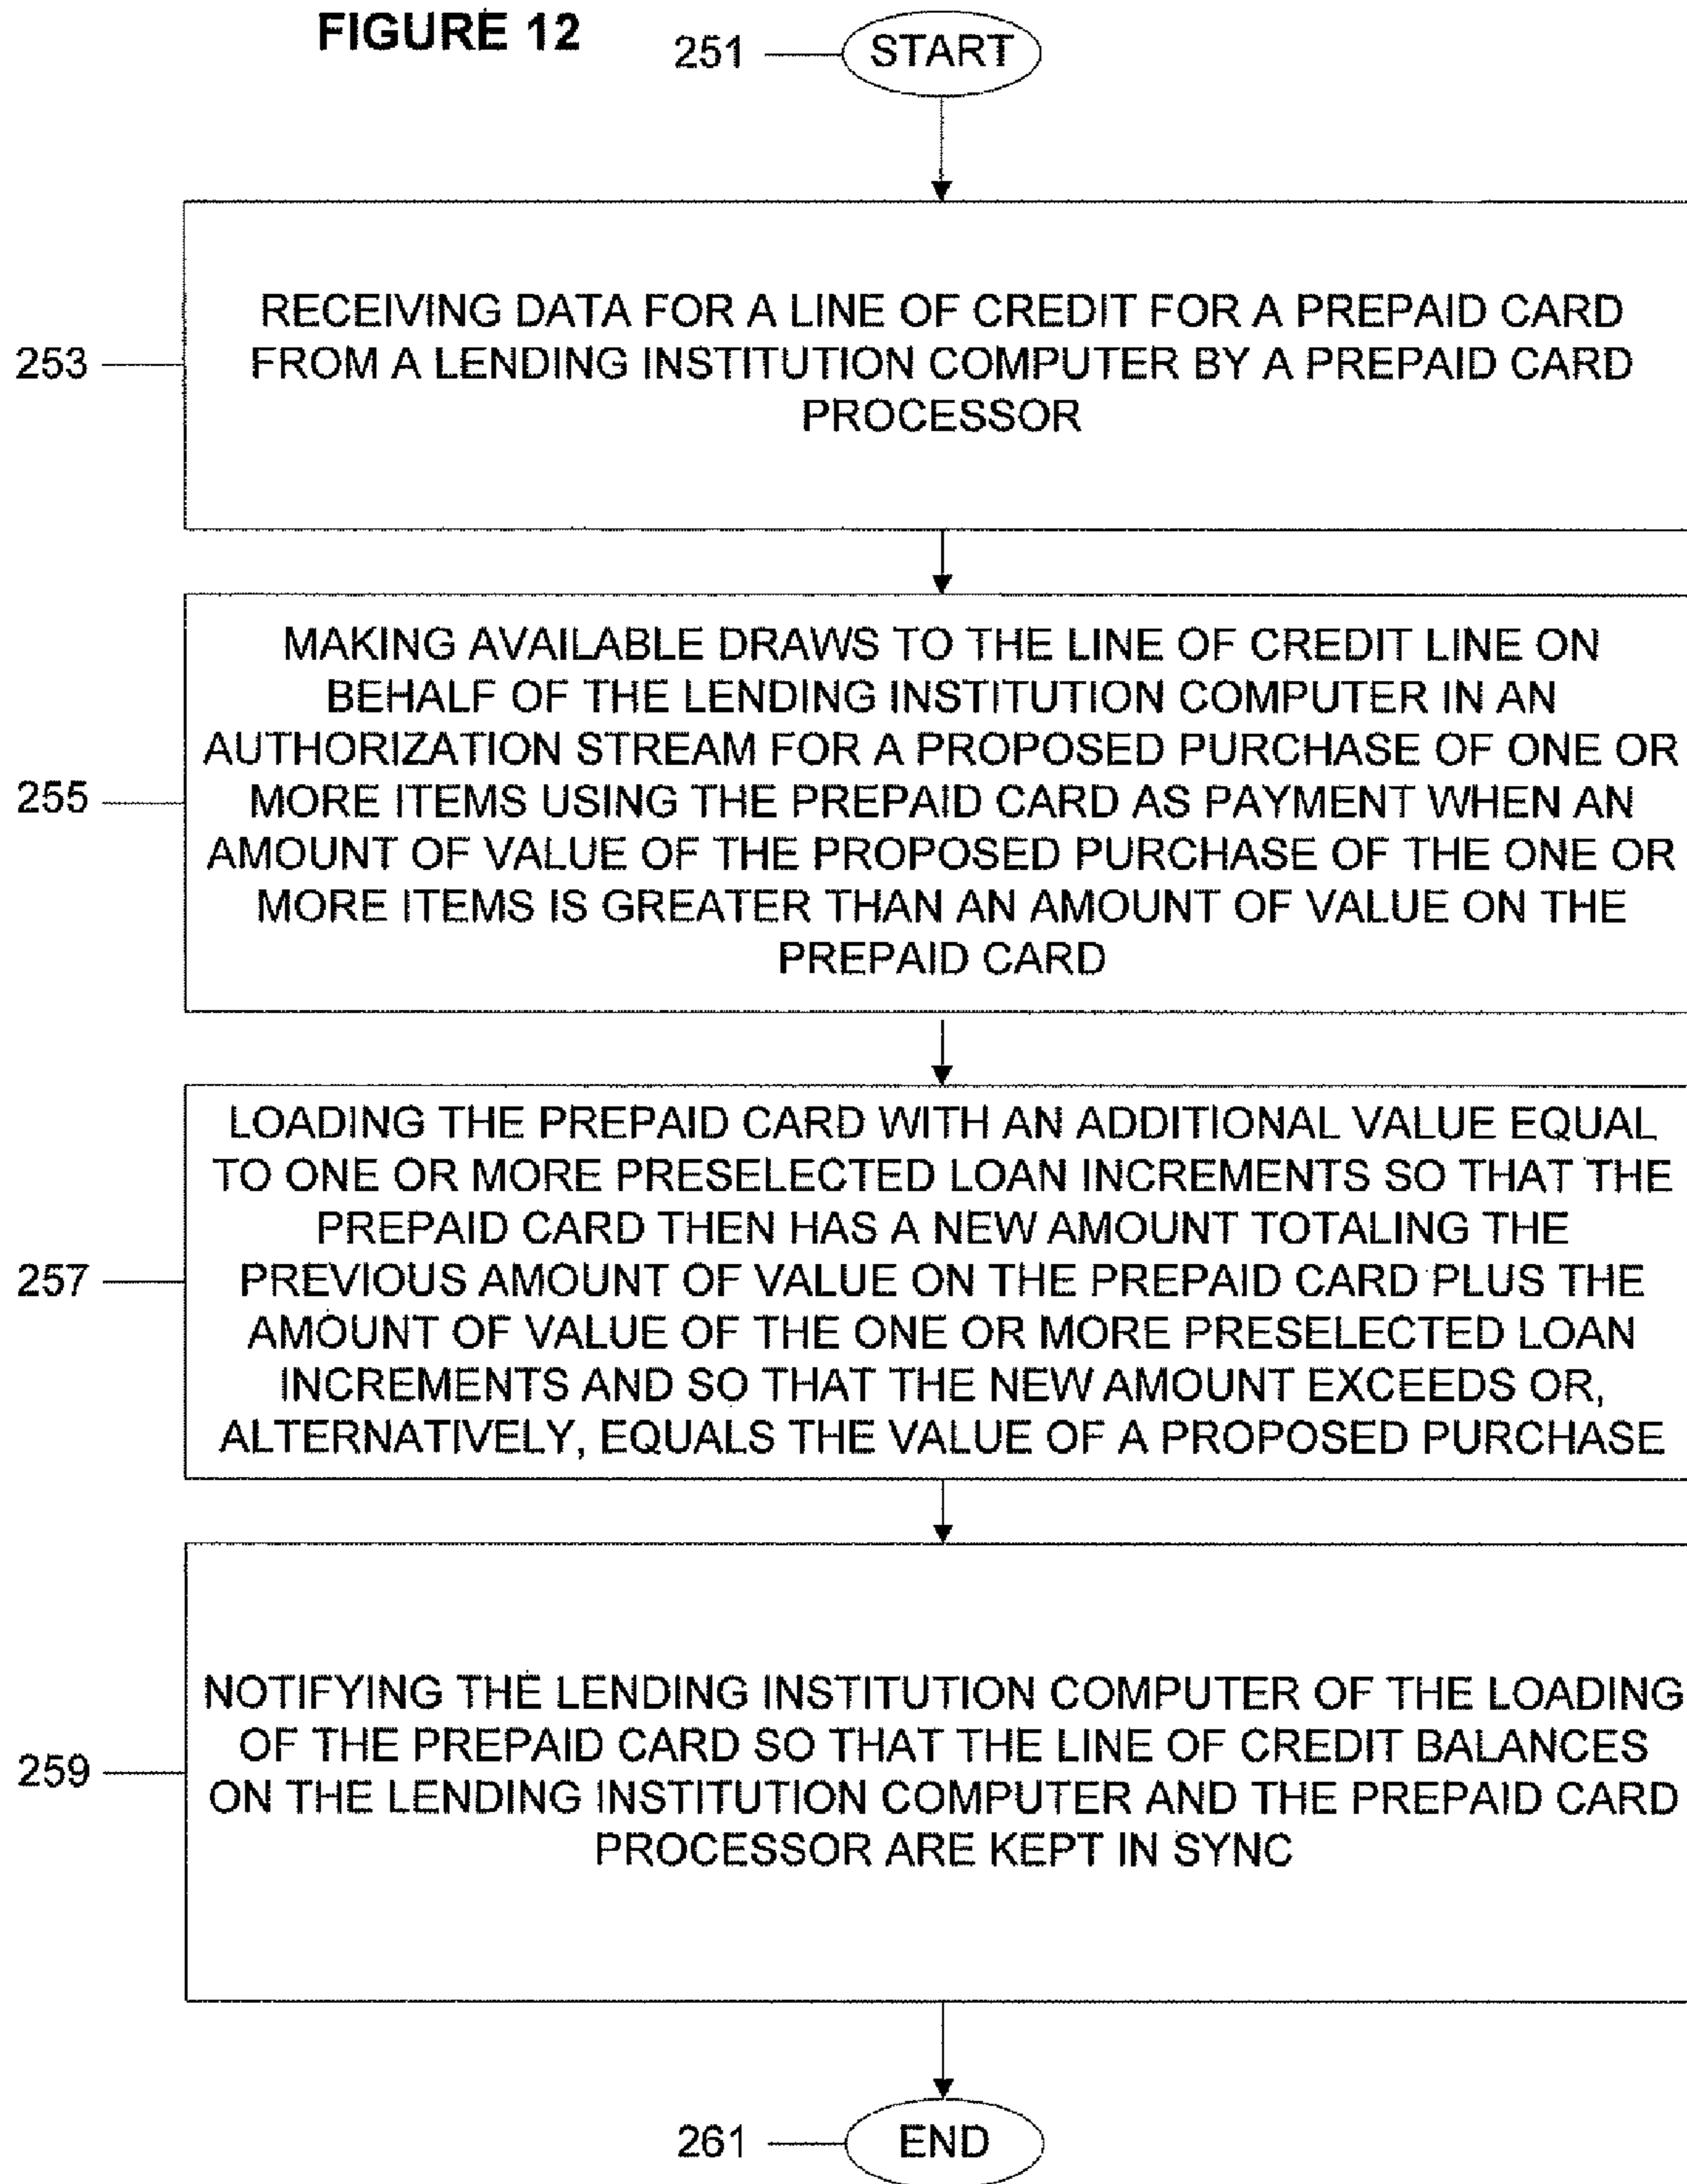 FIGURE 12
251
START
253
RECEIVING DATA FOR A LINE OF CREDIT FOR A PREPAID CARD
FROM A LENDING INSTITUTION COMPUTER BY A PREPAID CARD
PROCESSOR
255
MAKING AVAILABLE DRAWS TO THE LINE OF CREDIT LINE ON
BEHALF OF THE LENDING INSTITUTION COMPUTER IN AN
AUTHORIZATION STREAM FOR A PROPOSED PURCHASE OF ONE OR
MORE ITEMS USING THE PREPAID CARD AS PAYMENT WHEN AN
AMOUNT OF VALUE OF THE PROPOSED PURCHASE OF THE ONE OR
MORE ITEMS IS GREATER THAN AN AMOUNT OF VALUE ON THE
PREPAID CARD
257
LOADING THE PREPAID CARD WITH AN ADDITIONAL VALUE EQUAL
TO ONE OR MORE PRESELECTED LOAN INCREMENTS SO THAT THE
PREPAID CARD THEN HAS A NEW AMOUNT TOTALING THE
PREVIOUS AMOUNT OF VALUE ON THE PREPAID CARD PLUS THE
AMOUNT OF VALUE OF THE ONE OR MORE PRESELECTED LOAN
INCREMENTS AND SO THAT THE NEW AMOUNT EXCEEDS OR,
ALTERNATIVELY, EQUALS THE VALUE OF A PROPOSED PURCHASE
259
NOTIFYING THE LENDING INSTITUTION COMPUTER OF THE LOADING
OF THE PREPAID CARD SO THAT THE LINE OF CREDIT BALANCES
ON THE LENDING INSTITUTION COMPUTER AND THE PREPAID CARD
PROCESSOR ARE KEPT IN SYNC
261
END